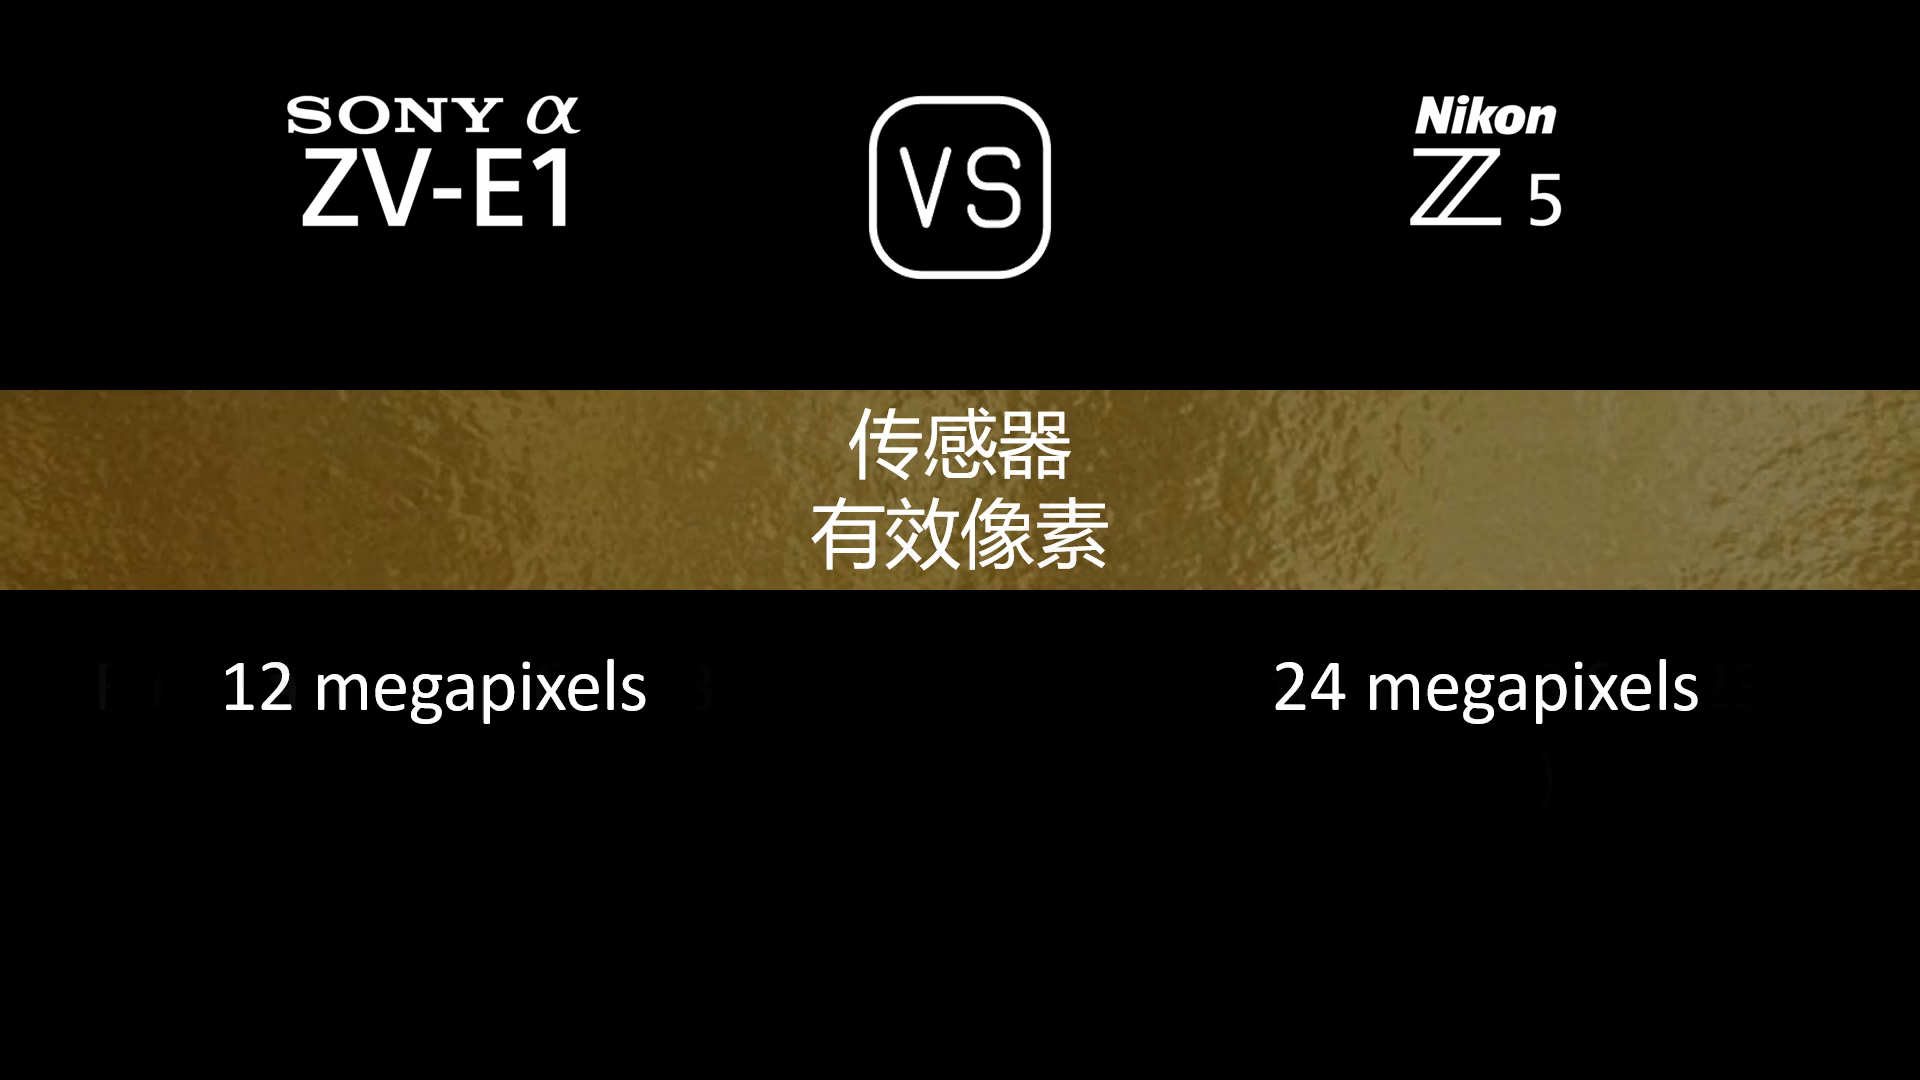 SONY α
ZV-E1
VS
Nikon
Z 5
传感器
有效像素
12 megapixels
24 megapixels